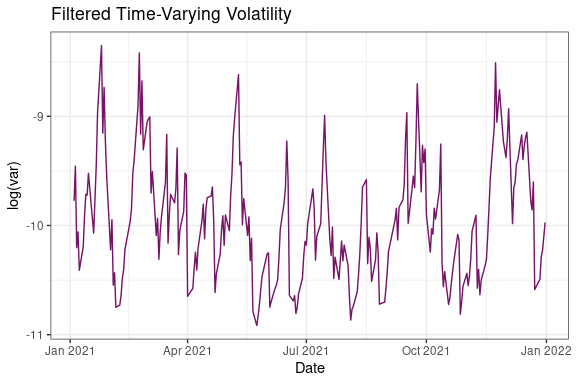 Filtered Time-Varying Volatility
-9
-10
-11
log(var)
Jan 2021 Apr 2021 Jul 2021 Oct 2021 Jan 2022
Date